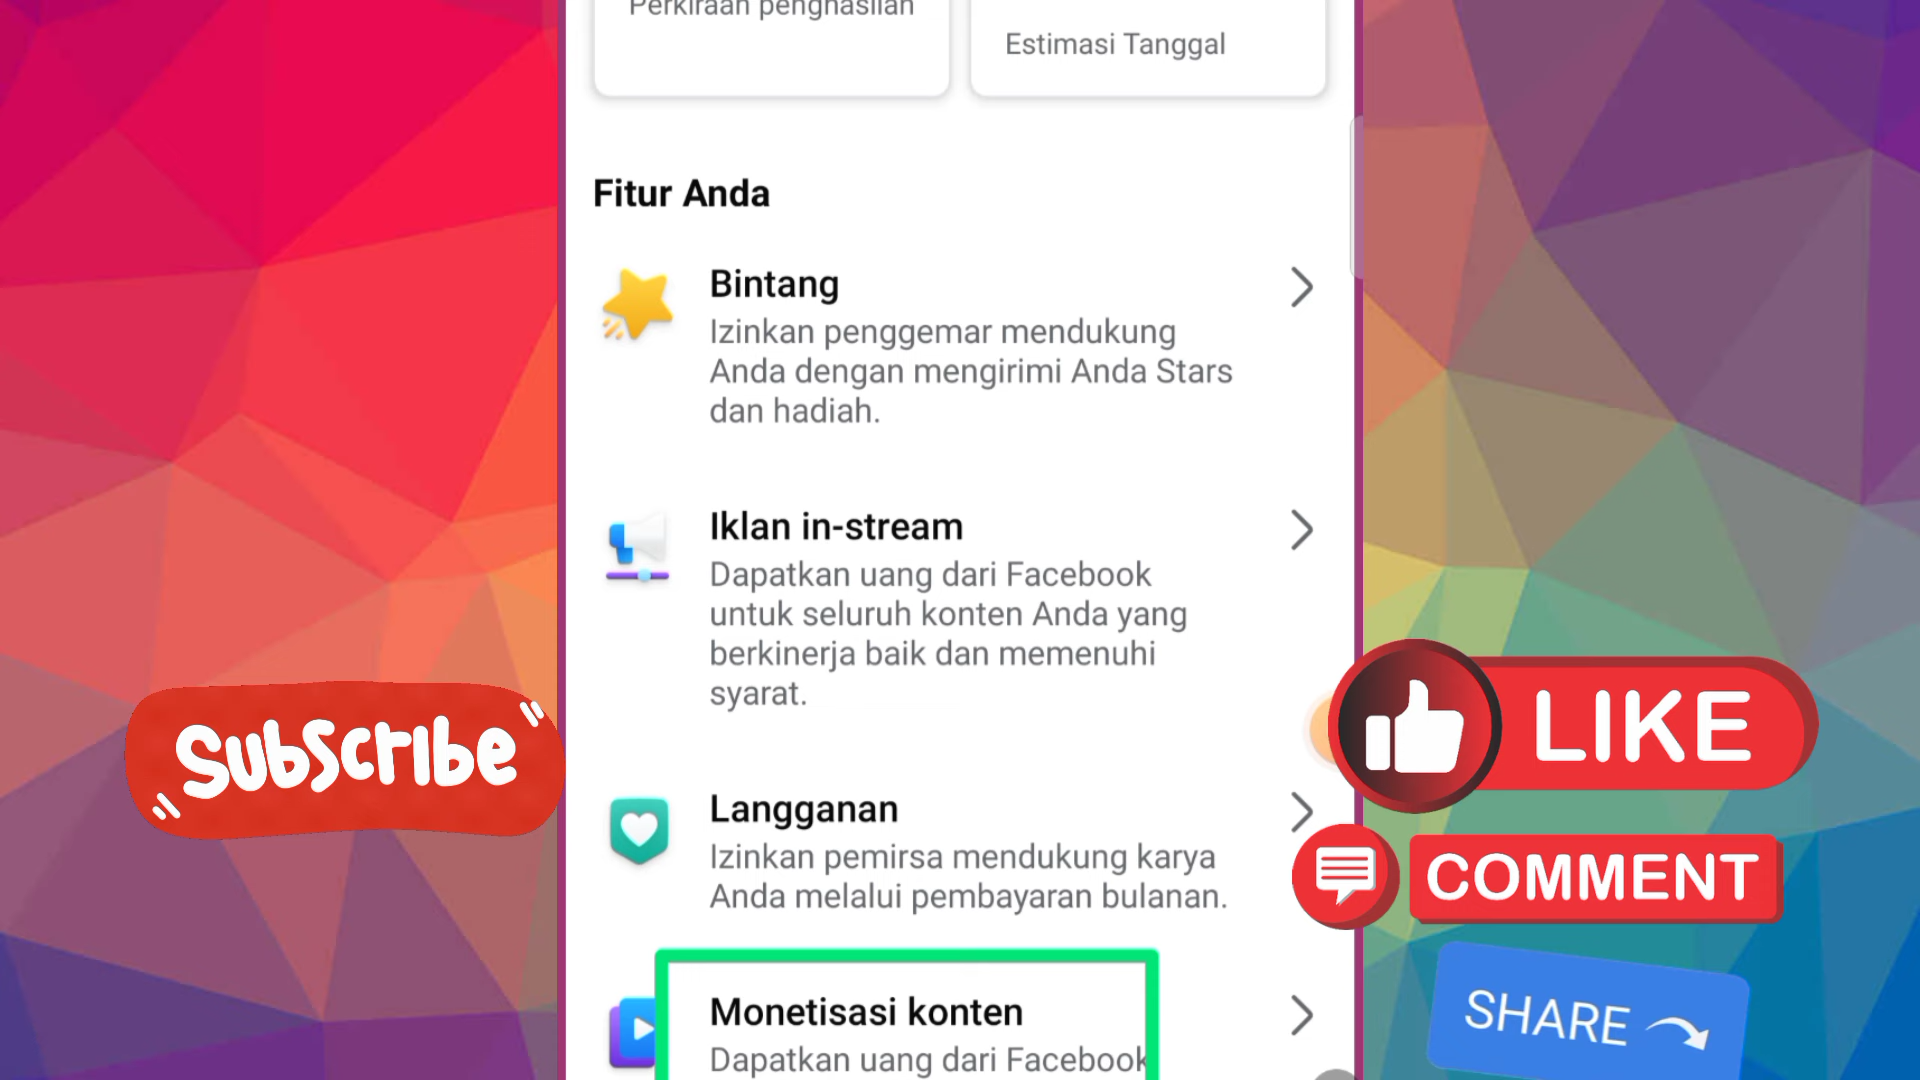 Perkiraan penghasilan
Estimasi Tanggal
Fitur Anda
Bintang
Izinkan penggemar mendukung
Anda dengan mengirimi Anda Stars
dan hadiah.
Iklan in-stream
Dapatkan uang dari Facebook
untuk seluruh konten Anda yang
berkinerja baik dan memenuhi
syarat.
Subscribe
LIKE
Langganan
Izinkan pemirsa mendukung karya
Anda melalui pembayaran bulanan.
COMMENT
Monetisasi konten
Dapatkan uang dari Facebook
SHARE